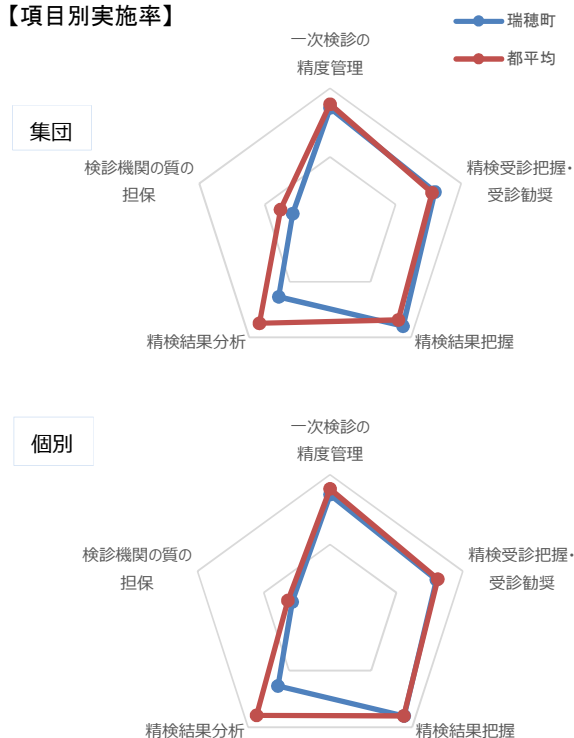 【項目別実施率】
瑞穂町
都平均
集団
一次検診の
精度管理
精検受診把握・
受診勧奨
精検結果把握
精検結果分析
検診機関の質の
担保
個別
一次検診の
精度管理
精検受診把握・
受診勧奨
精検結果把握
精検結果分析
検診機関の質の
担保